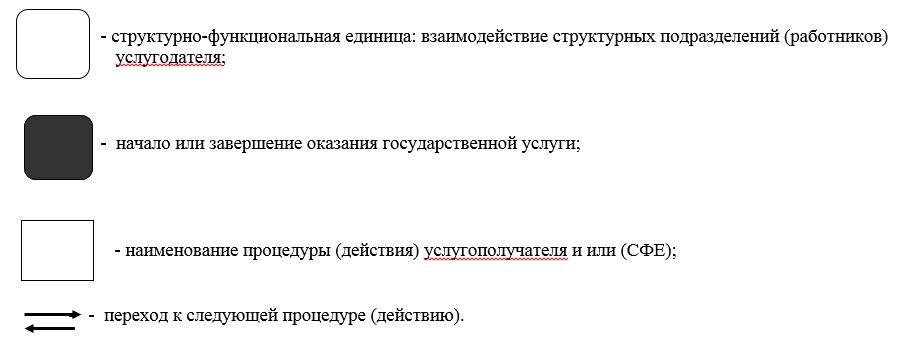 - структурно-функциональная единица: взаимодействие структурных подразделений (работников)
услугодателя;
- начало или завершение оказания государственной услуги;
- наименование процедуры (действия) услугополучателя и или (СФЕ);
- переход к следующей процедуре (действию).